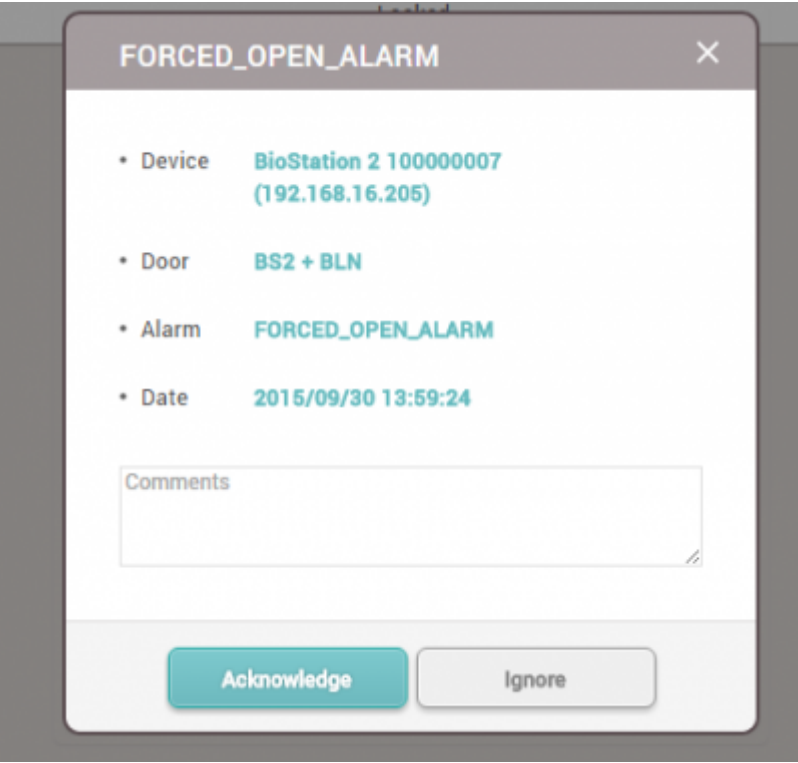 FORCED_OPEN_ALARM
• Device BioStation 2 100000007
(192.168.16.205)
• Door BS2 + BLN
• Alarm FORCED_OPEN_ALARM
• Date 2015/09/30 13:59:24
Comments
Acknowledge Ignore